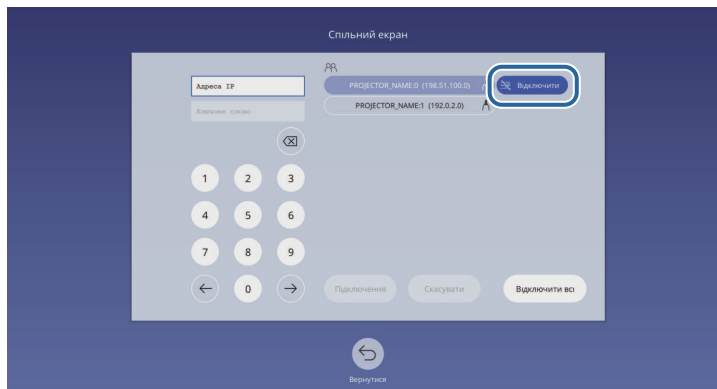 Спільний екран
Адреса IP
Ключове слово
PROJECTOR_NAME:0 (198.51.100.0)
Відключити
PROJECTOR_NAME:1 (192.0.2.0)
1 2 3
4 5 6
7 8 9
0
Підключення
Скасувати
Відключити всі
Вернутися